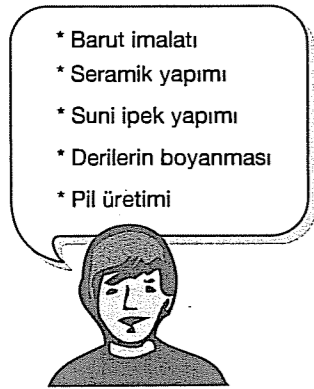 * Barut imalatı
* Seramik yapımı
* Suni ipek yapımı
* Derilerin boyanması
* Pil üretimi